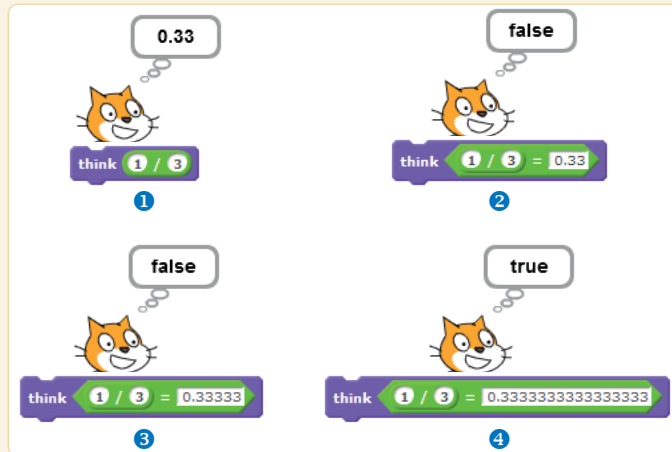 0.33
false
think 1 / 3
think 1 / 3 = 0.33
1
2
false
true
think 1 / 3 = 0.33333
think 1 / 3 = 0.3333333333333333
3
4